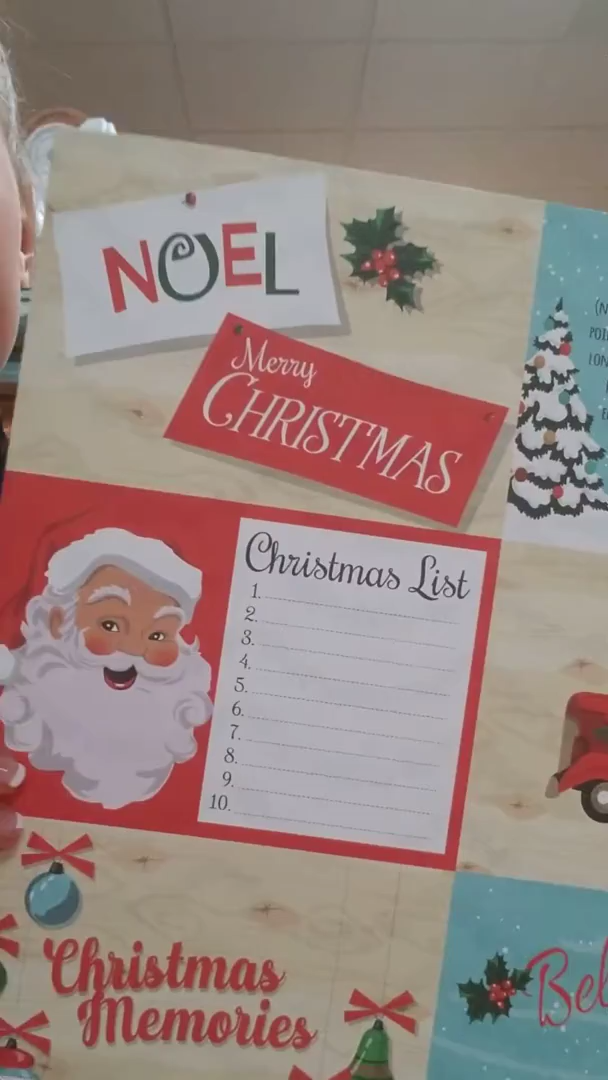 NOEL
Merry
CHRISTMAS
Christmas List
1.
2.
3.
4.
5.
6.
7.
8.
9.
10.
Christmas
Memories